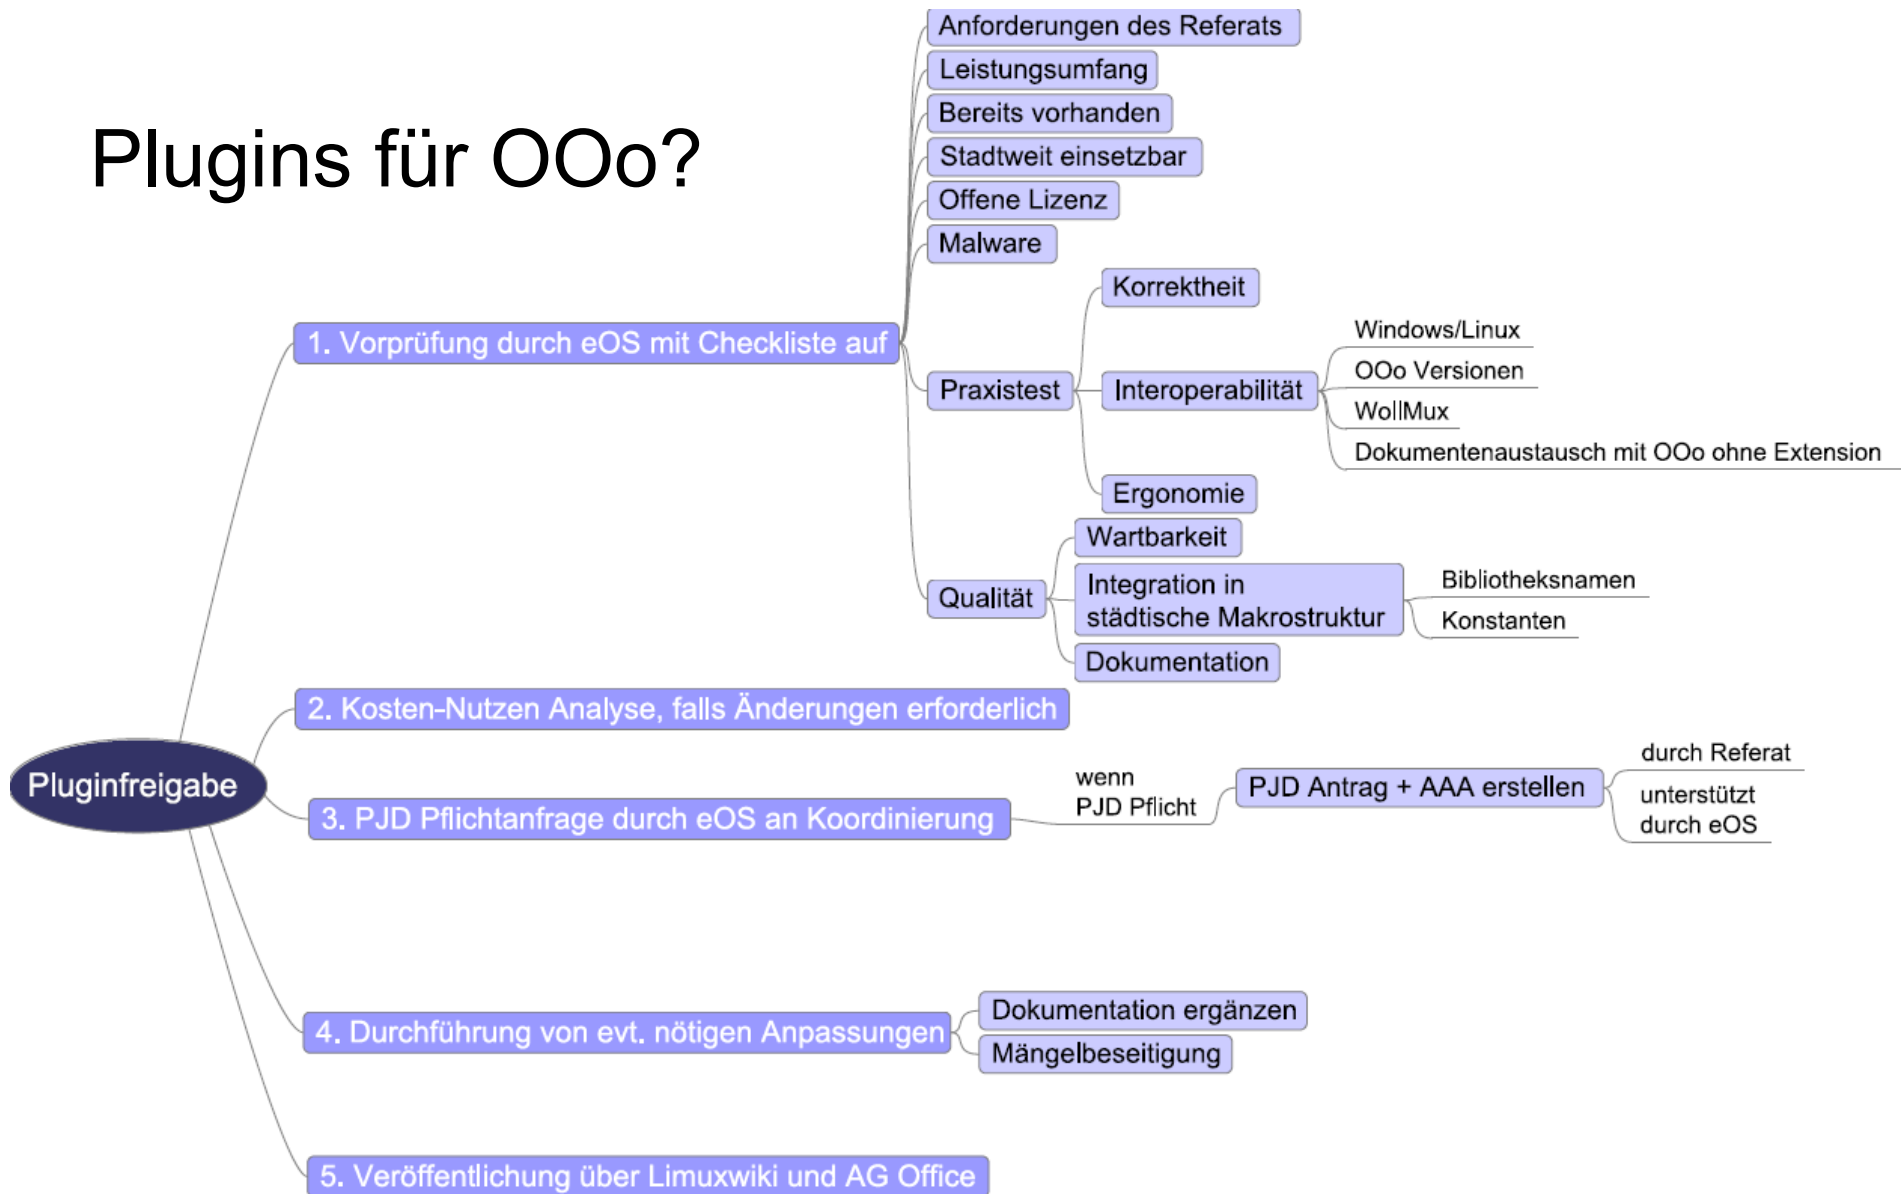 Plugins für OOo?
Pluginfreigabe
1. Vorprüfung durch eOS mit Checkliste auf
Anforderungen des Referats
Leistungsumfang
Bereits vorhanden
Stadtweit einsetzbar
Offene Lizenz
Malware
Praxistest
Korrektheit
Interoperabilität
Windows/Linux
OOo Versionen
WollMux
Dokumentenaustausch mit OOo ohne Extension
Ergonomie
Qualität
Wartbarkeit
Integration in
städtische Makrostruktur
Bibliotheksnamen
Konstanten
Dokumentation
2. Kosten-Nutzen Analyse, falls Änderungen erforderlich
3. PJD Pflichtanfrage durch eOS an Koordinierung
wenn
PJD Pflicht
PJD Antrag + AAA erstellen
durch Referat
unterstützt
durch eOS
4. Durchführung von evt. nötigen Anpassungen
Dokumentation ergänzen
Mängelbeseitigung
5. Veröffentlichung über Limuxwiki und AG Office